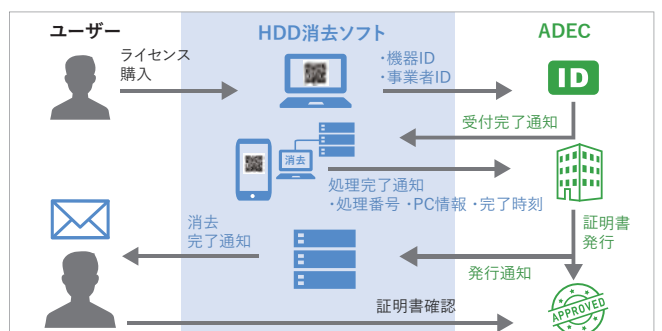 ユーザー
HDD消去ソフト
ADEC
ライセンス
購入
・機器ID
・事業者ID
ID
受付完了通知
消去
処理完了通知
・処理番号・PC情報・完了時刻
証明書
発行
消去
完了通知
発行通知
証明書確認
APPROVED